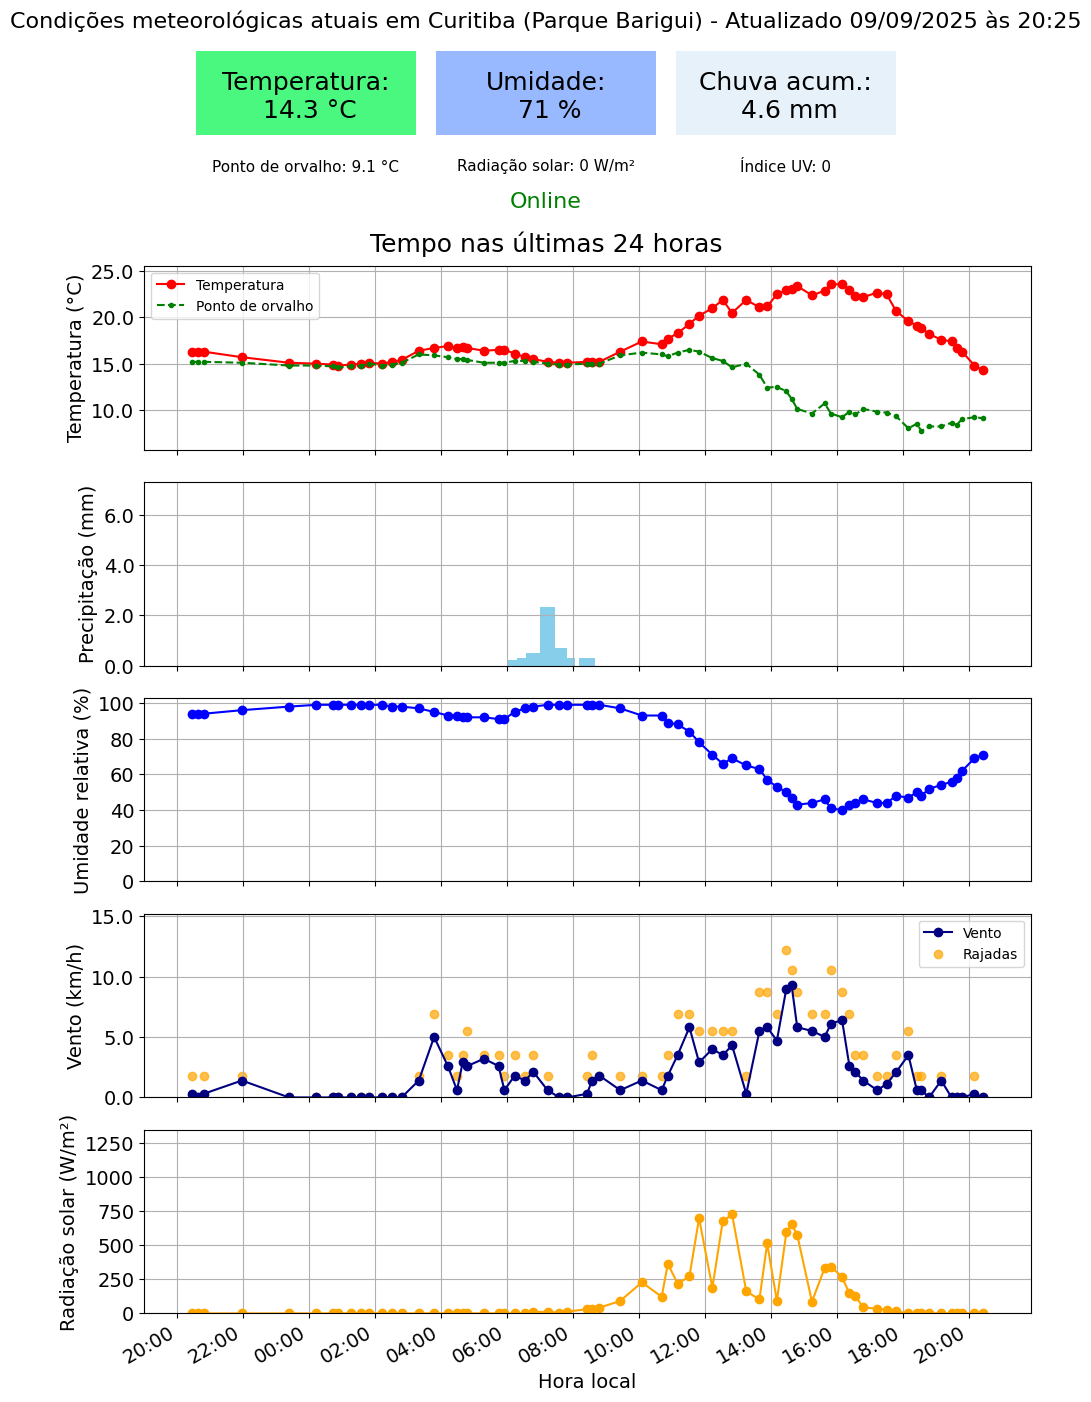 Condições meteorológicas atuais em Curitiba (Parque Barigui) - Atualizado 09/09/2025 às 20:25
Temperatura:
14.3 °C
Umidade:
71 %
Chuva acum.:
4.6 mm
Ponto de orvalho: 9.1 °C
Radiação solar: 0 W/m²
Índice UV: 0
Online
Tempo nas últimas 24 horas
Temperatura (°C)
25.0
20.0
15.0
10.0
Temperatura
Ponto de orvalho
Precipitação (mm)
6.0
4.0
2.0
0.0
Umidade relativa (%)
100
80
60
40
20
0
Vento (km/h)
15.0
10.0
5.0
0.0
Vento
Rajadas
Radiação solar (W/m²)
1250
1000
750
500
250
0
20:00
22:00
00:00
02:00
04:00
06:00
08:00
10:00
12:00
14:00
16:00
18:00
20:00
Hora local